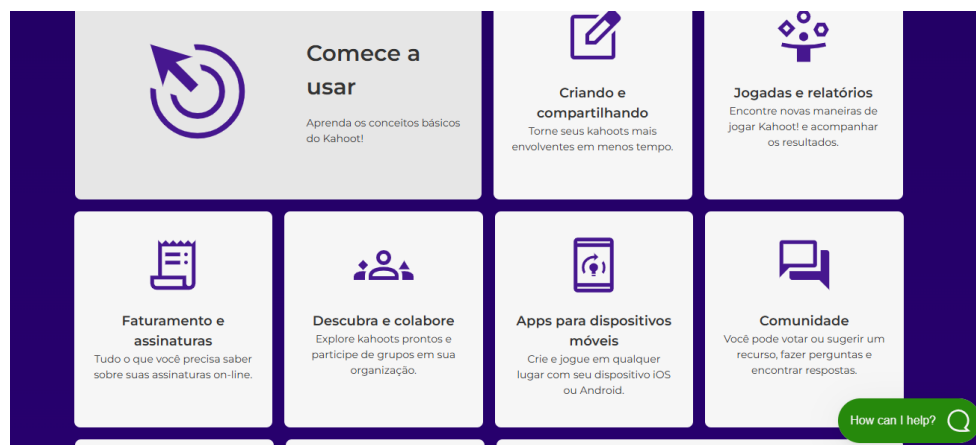 Comece a
usar
Aprenda os conceitos básicos
do Kahoot!
Criando e
compartilhando
Torne seus kahoots mais
envolventes em menos tempo.
Jogadas e relatórios
Encontre novas maneiras de
jogar Kahoot! e acompanhar
os resultados.
Faturamento e
assinaturas
Tudo o que você precisa saber
sobre suas assinaturas on-line.
Descubra e colabore
Explore kahoots prontos e
participe de grupos em sua
organização.
Apps para dispositivos
móveis
Crie e jogue em qualquer
lugar com seu dispositivo iOS
ou Android.
Comunidade
Você pode votar ou sugerir um
recurso, fazer perguntas e
encontrar respostas.
How can I help?